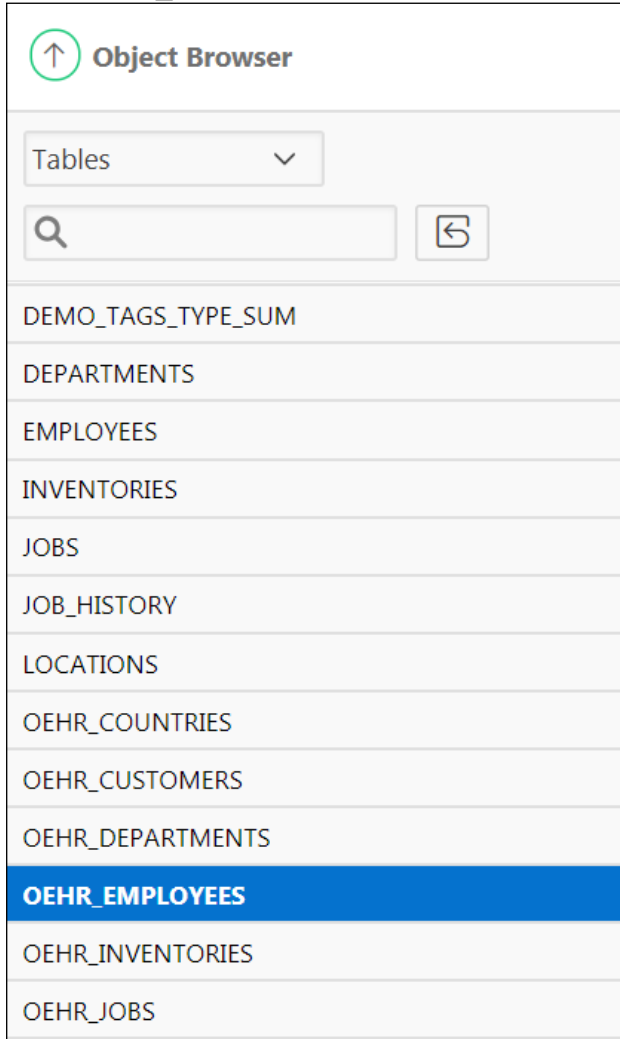 Object Browser
Tables
DEMO_TAGS_TYPE_SUM
DEPARTMENTS
EMPLOYEES
INVENTORIES
JOBS
JOB_HISTORY
LOCATIONS
OEHR_COUNTRIES
OEHR_CUSTOMERS
OEHR_DEPARTMENTS
OEHR_EMPLOYEES
OEHR_INVENTORIES
OEHR_JOBS